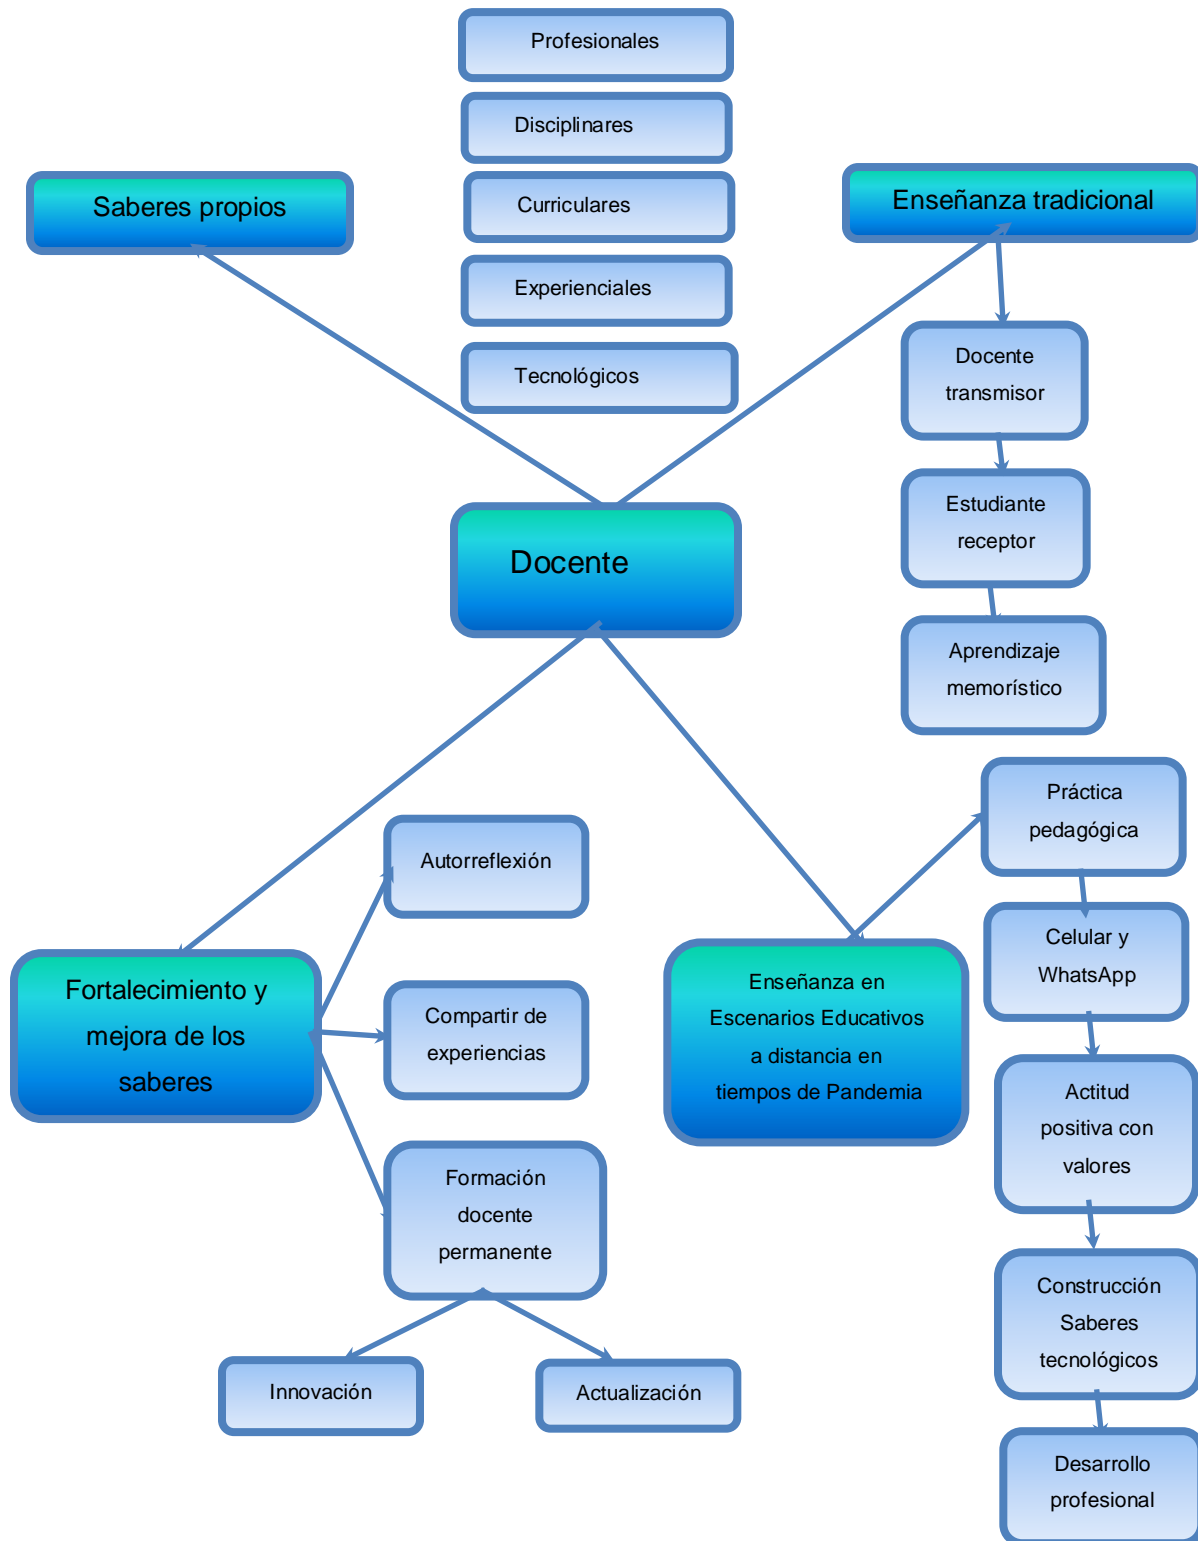 Profesionales
Disciplinares
Saberes propios
Curriculares
Enseñanza tradicional
Experienciales
Tecnológicos
Docente
transmisor
Estudiante
receptor
Docente
Aprendizaje
memorístico
Práctica
pedagógica
Autorreflexión
Celular y
WhatsApp
Fortalecimiento y
mejora de los
saberes
Compartir de
experiencias
Enseñanza en
Escenarios Educativos
a distancia en
tiempos de Pandemia
Actitud
positiva con
valores
Formación
docente
permanente
Construcción
Saberes
tecnológicos
Innovación
Actualización
Desarrollo
profesional